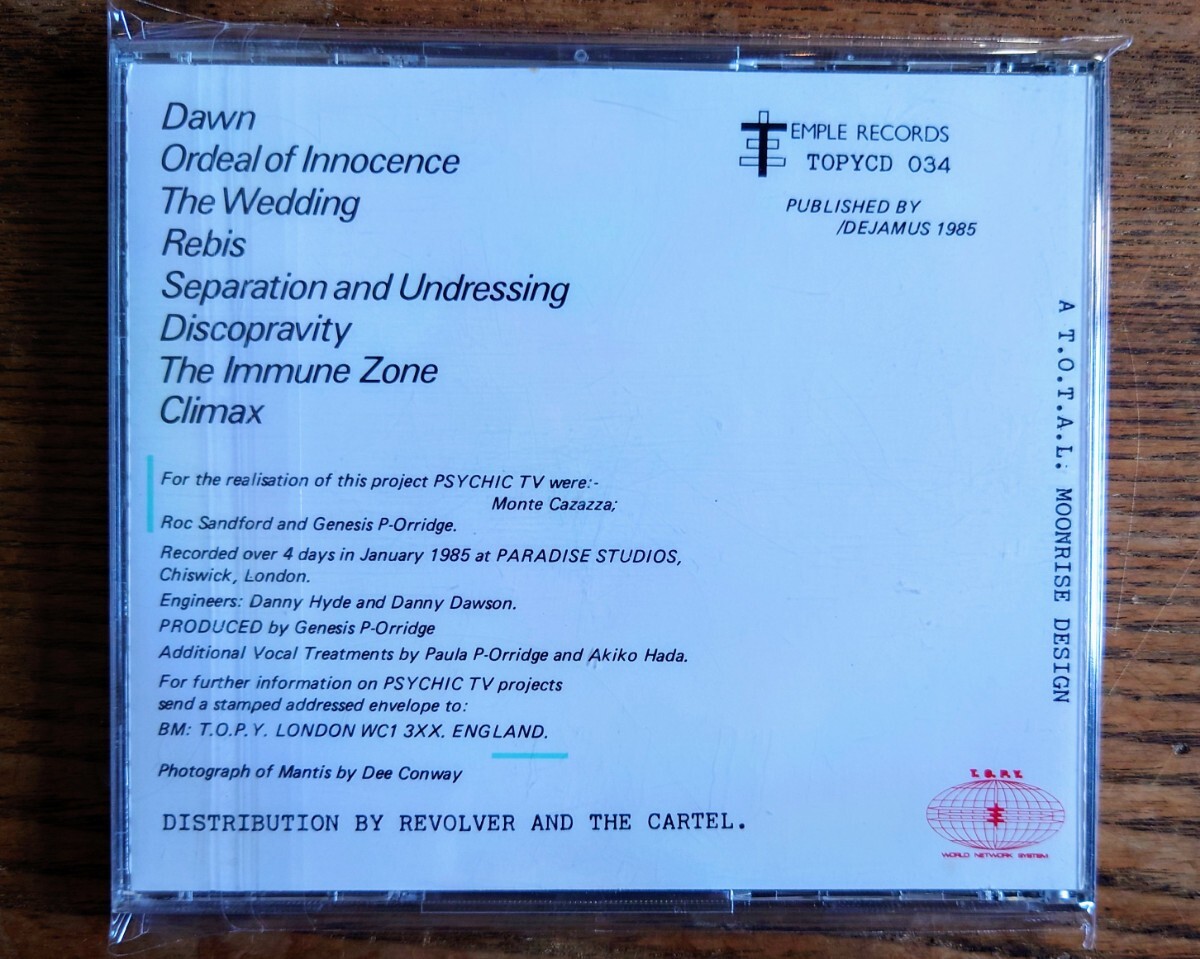 Dawn
Ordeal of Innocence
The Wedding
Rebis
Separation and Undressing
Discopravity
The Immune Zone
Climax
For the realisation of this project PSYCHIC TV were:-
Monte Cazazza;
Roc Sandford and Genesis P-Orridge.
Recorded over 4 days in January 1985 at PARADISE STUDIOS,
Chiswick, London.
Engineers: Danny Hyde and Danny Dawson.
PRODUCED by Genesis P-Orridge
Additional Vocal Treatments by Paula P-Orridge and Akiko Hada.
For further information on PSYCHIC TV projects
send a stamped addressed envelope to:
BM: T.O.P.Y. LONDON WC1 3XX. ENGLAND.
Photograph of Mantis by Dee Conway
DISTRIBUTION BY REVOLVER AND THE CARTEL.
TEMPLE RECORDS
TOPYCD 034
PUBLISHED BY
/DEJAMUS 1985
A T.O.T.A.L. MOONRISE DESIGN
T.O.P.Y.
WORLD NETWORK SYSTEM